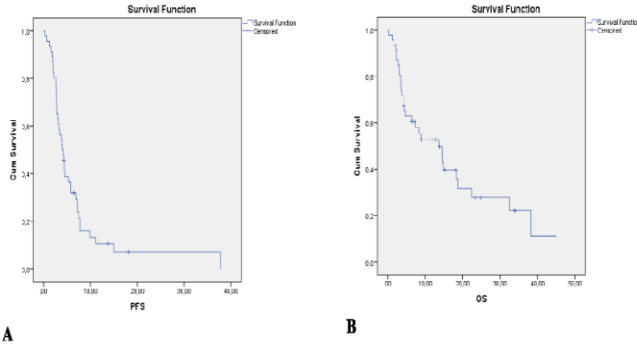 Survival Function
Survival Function
Censored
1,0
0,8
0,6
0,4
0,2
0,0
Cum Survival
,00
10,00
20,00
30,00
40,00
PFS
A
Survival Function
Survival Function
Censored
1,0
0,8
0,6
0,4
0,2
0,0
Cum Survival
,00
10,00
20,00
30,00
40,00
50,00
OS
B